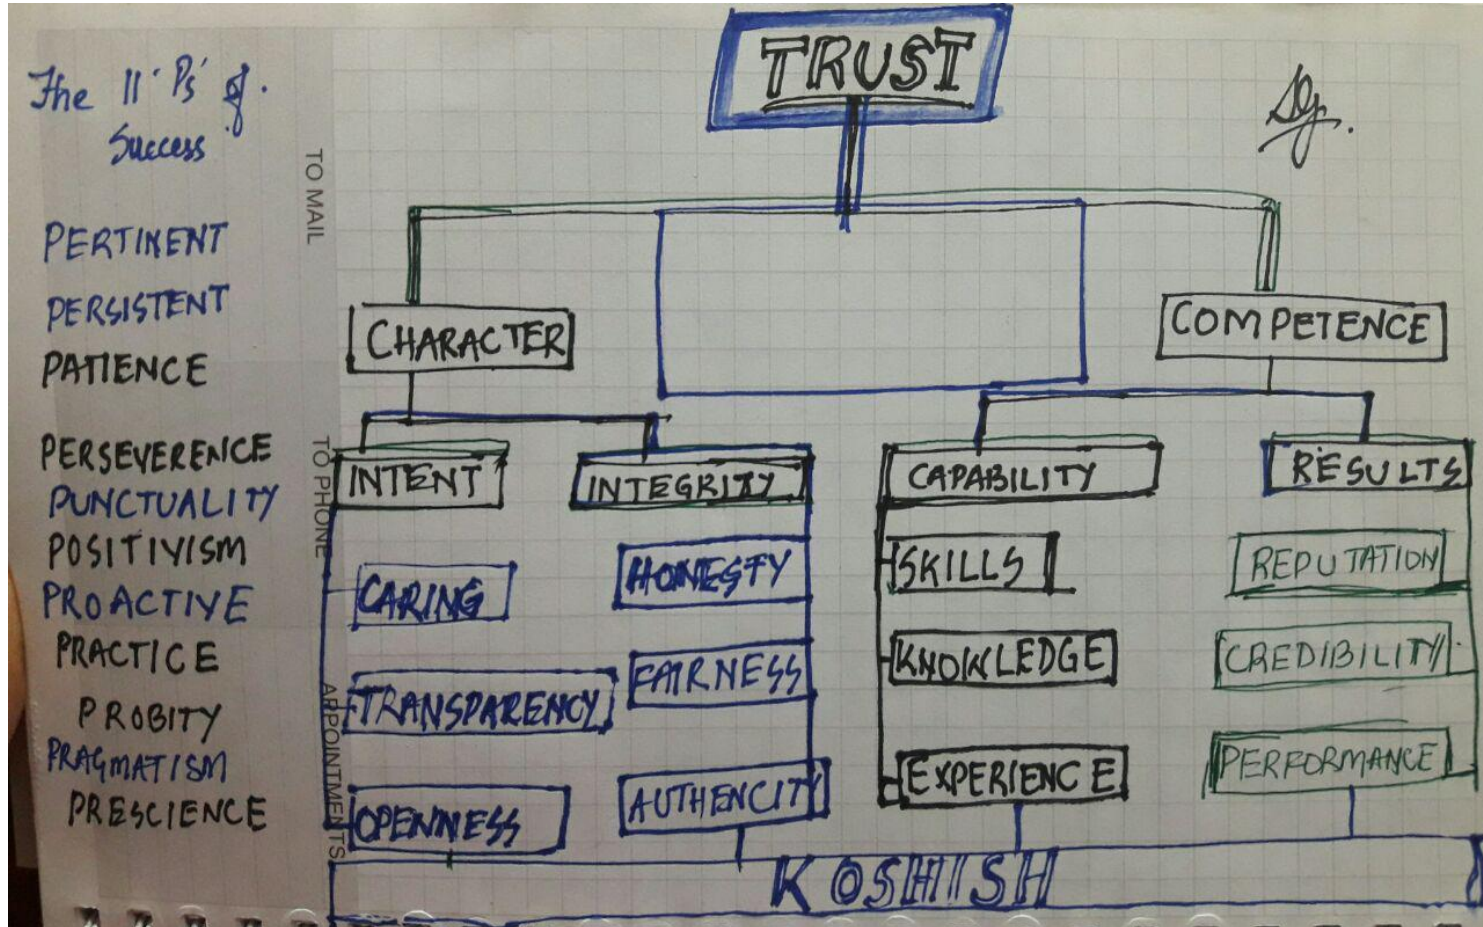 The 11 'Ps' of
Success
PERTINENT
PERSISTENT
PATIENCE
PERSEVERENCE
PUNCTUALITY
POSITIVISM
PROACTIVE
PRACTICE
PROBITY
PRAGMATISM
PRESCIENCE
TO MAIL
TO PHONE
APPOINTMENTS
TRUST
CHARACTER
COMPETENCE
INTENT
INTEGRITY
CAPABILITY
RESULTS
CARING
TRANSPARENCY
OPENNESS
HONESTY
FAIRNESS
AUTHENCITY
SKILLS
KNOWLEDGE
EXPERIENCE
REPUTATION
CREDIBILITY
PERFORMANCE
KOSHISH